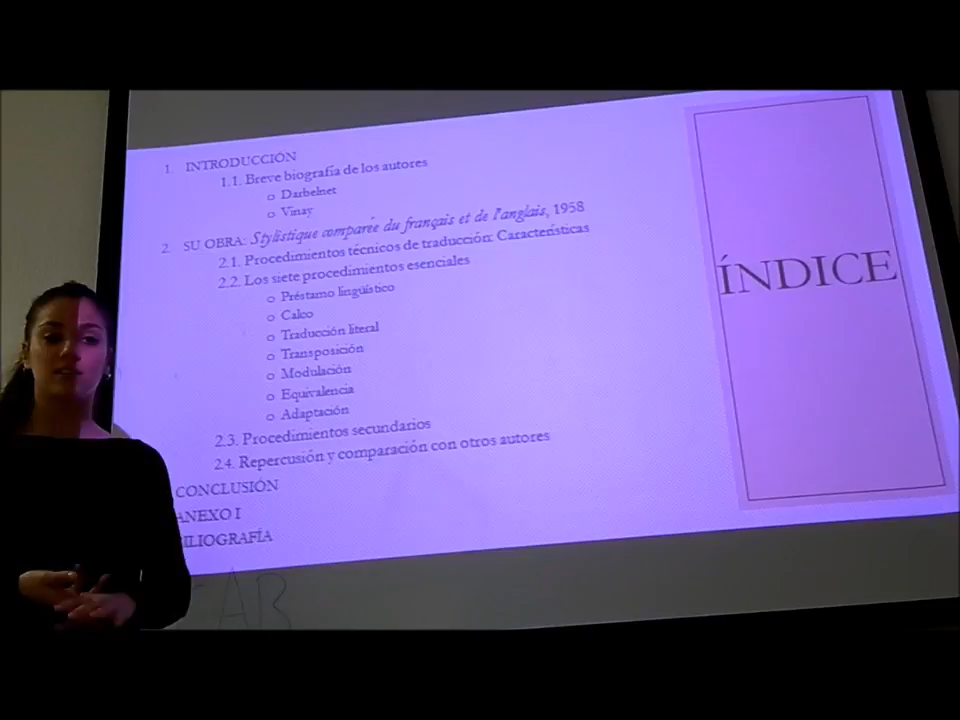 1. INTRODUCCIÓN
1.1. Breve biografía de los autores
o Darbelnet
o Vinay
2. SU OBRA: Stylistique comparée du français et de l'anglais, 1958
2.1. Procedimientos técnicos de traducción: Características
2.2. Los siete procedimientos esenciales
o Préstamo lingüístico
o Calco
o Traducción literal
o Transposición
o Modulación
o Equivalencia
o Adaptación
2.3. Procedimientos secundarios
2.4. Repercusión y comparación con otros autores
CONCLUSIÓN
ANEXO I
ILIOGRAFÍA
ÍNDICE